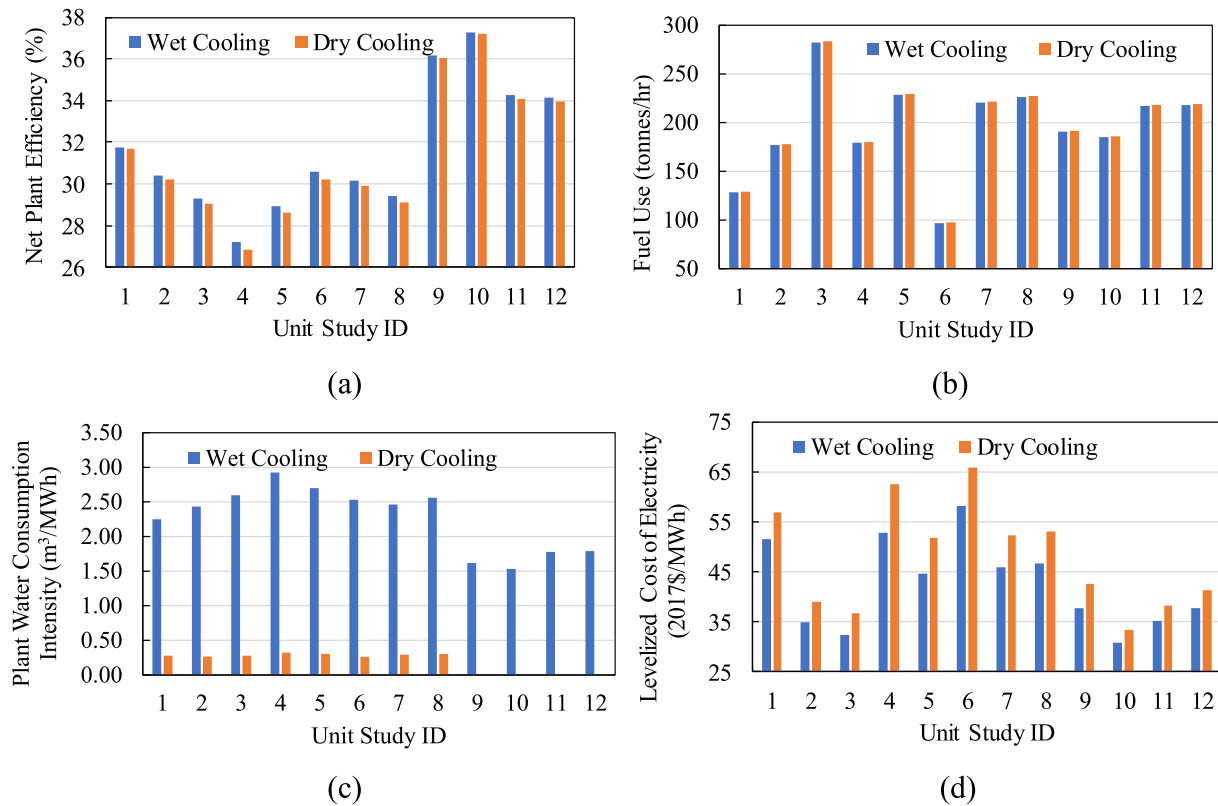 38
36
34
32
30
28
26
Net Plant Efficiency (%)
Wet Cooling Dry Cooling
1 2 3 4 5 6 7 8 9 10 11 12
Unit Study ID
(a)
300
250
200
150
100
50
Fuel Use (tonnes/hr)
Wet Cooling Dry Cooling
1 2 3 4 5 6 7 8 9 10 11 12
Unit Study ID
(b)
3.50
3.00
2.50
2.00
1.50
1.00
0.50
0.00
Plant Water Consumption
Intensity (m³/MWh)
Wet Cooling Dry Cooling
1 2 3 4 5 6 7 8 9 10 11 12
Unit Study ID
(c)
75
65
55
45
35
25
Levelized Cost of Electricity
(2017$/MWh)
Wet Cooling Dry Cooling
1 2 3 4 5 6 7 8 9 10 11 12
Unit Study ID
(d)